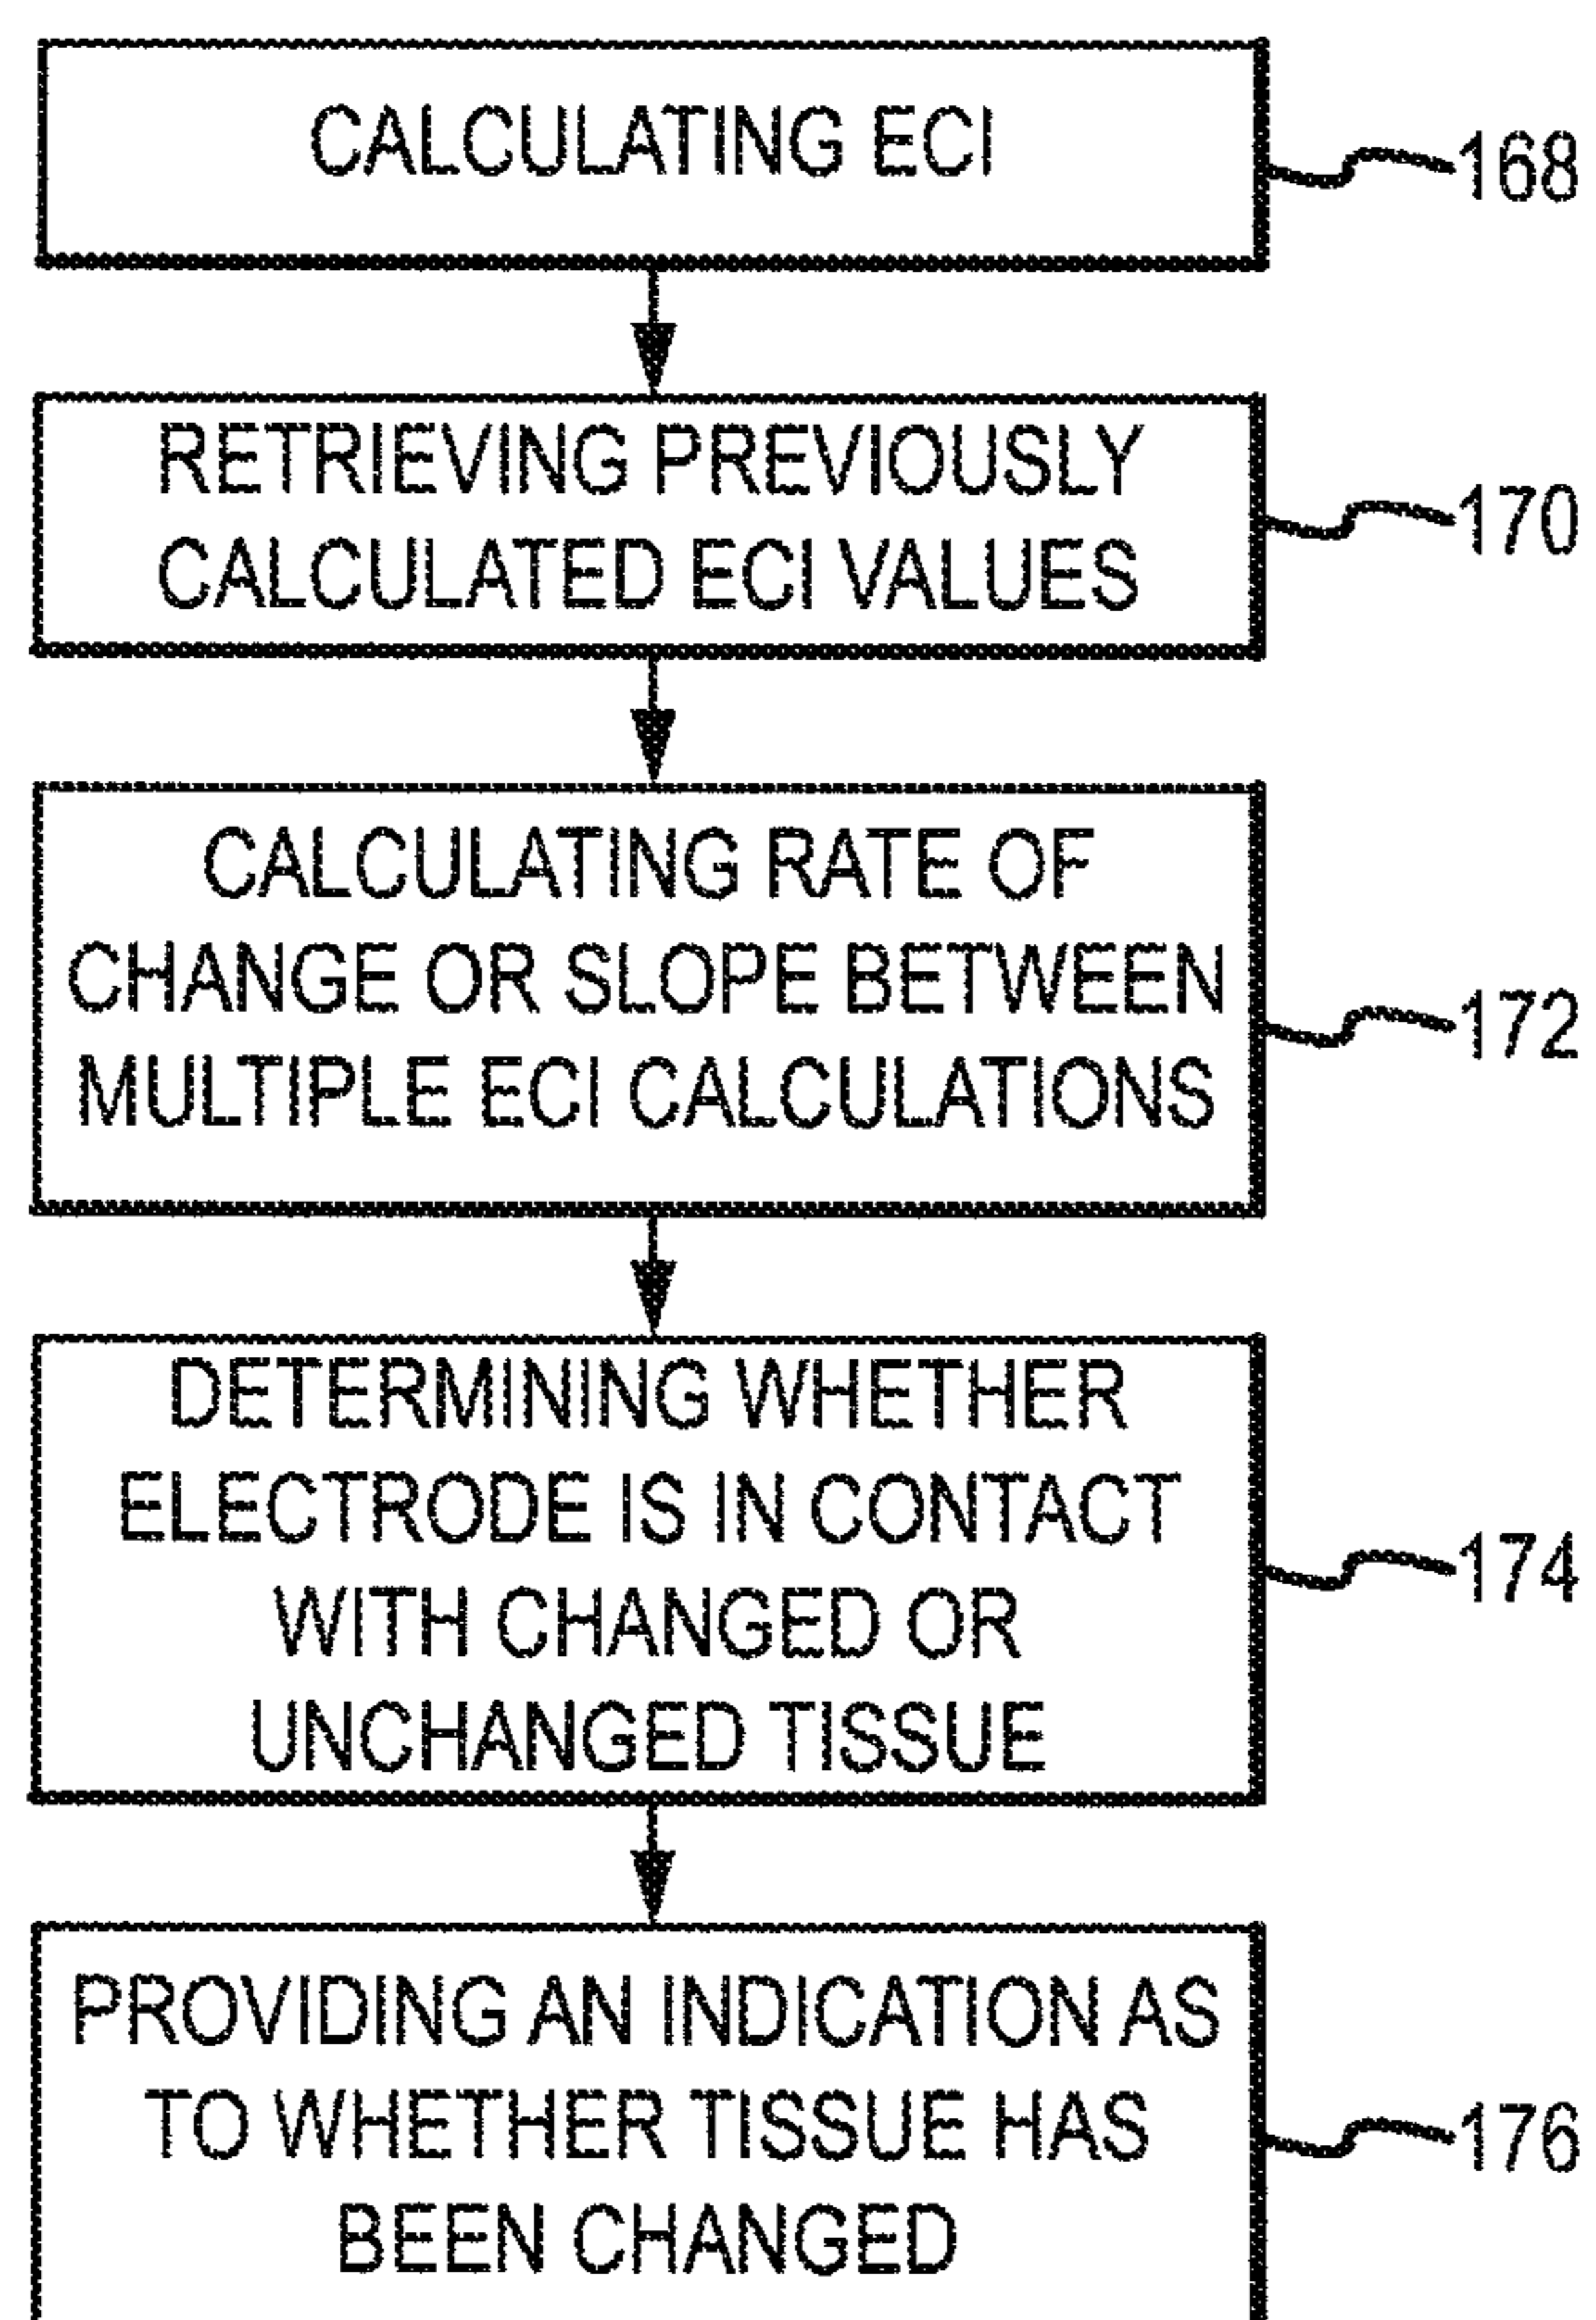 CALCULATING ECI
168
RETRIEVING PREVIOUSLY
CALCULATED ECI VALUES
170
CALCULATING RATE OF
CHANGE OR SLOPE BETWEEN
MULTIPLE ECI CALCULATIONS
172
DETERMINING WHETHER
ELECTRODE IS IN CONTACT
WITH CHANGED OR
UNCHANGED TISSUE
174
PROVIDING AN INDICATION AS
TO WHETHER TISSUE HAS
BEEN CHANGED
176